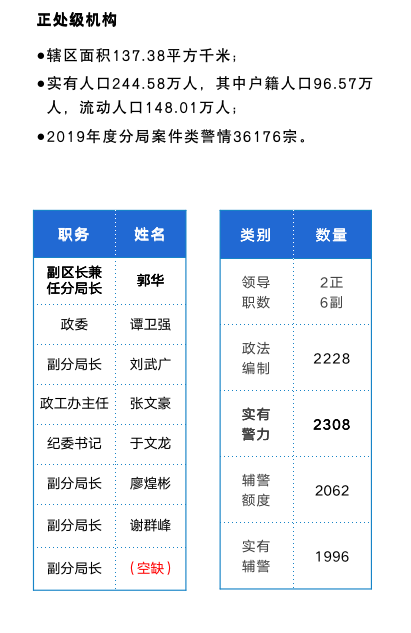 正处级机构
●辖区面积137.38平方千米；
●实有人口244.58万人，其中户籍人口96.57万
人，流动人口148.01万人；
●2019年度分局案件类警情36176宗。
职务 姓名
副区长兼
任分局长 郭华
政委 谭卫强
副分局长 刘武广
政工办主任 张文豪
纪委书记 于文龙
副分局长 廖煌彬
副分局长 谢群峰
副分局长 （空缺）
类别 数量
领导 2正
职数 6副
政法
编制 2228
实有
警力 2308
辅警
额度 2062
实有
辅警 1996